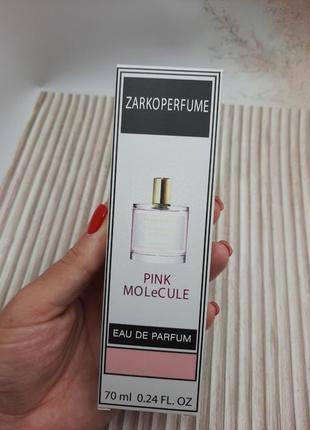 ZARKOPERFUME
PINK
MOLeCULE
EAU DE PARFUM
70 ml 0.24 FL. OZ